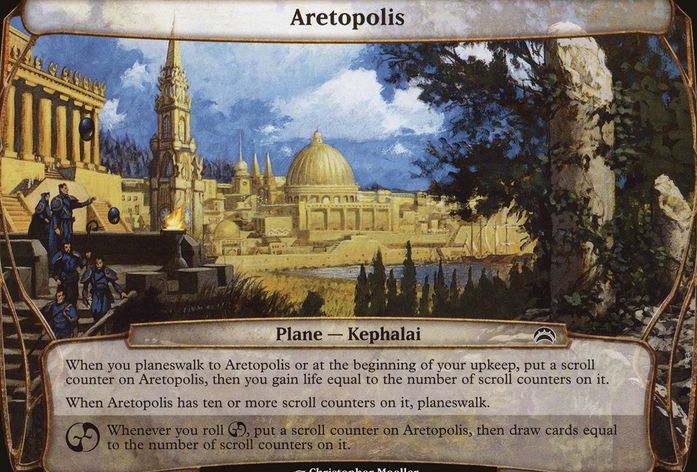 Aretopolis
Plane — Kephalai
When you planeswalk to Aretopolis or at the beginning of your upkeep, put a scroll
counter on Aretopolis, then you gain life equal to the number of scroll counters on it.
When Aretopolis has ten or more scroll counters on it, planeswalk.
Whenever you roll , put a scroll counter on Aretopolis, then draw cards equal
to the number of scroll counters on it.
Christopher Moeller